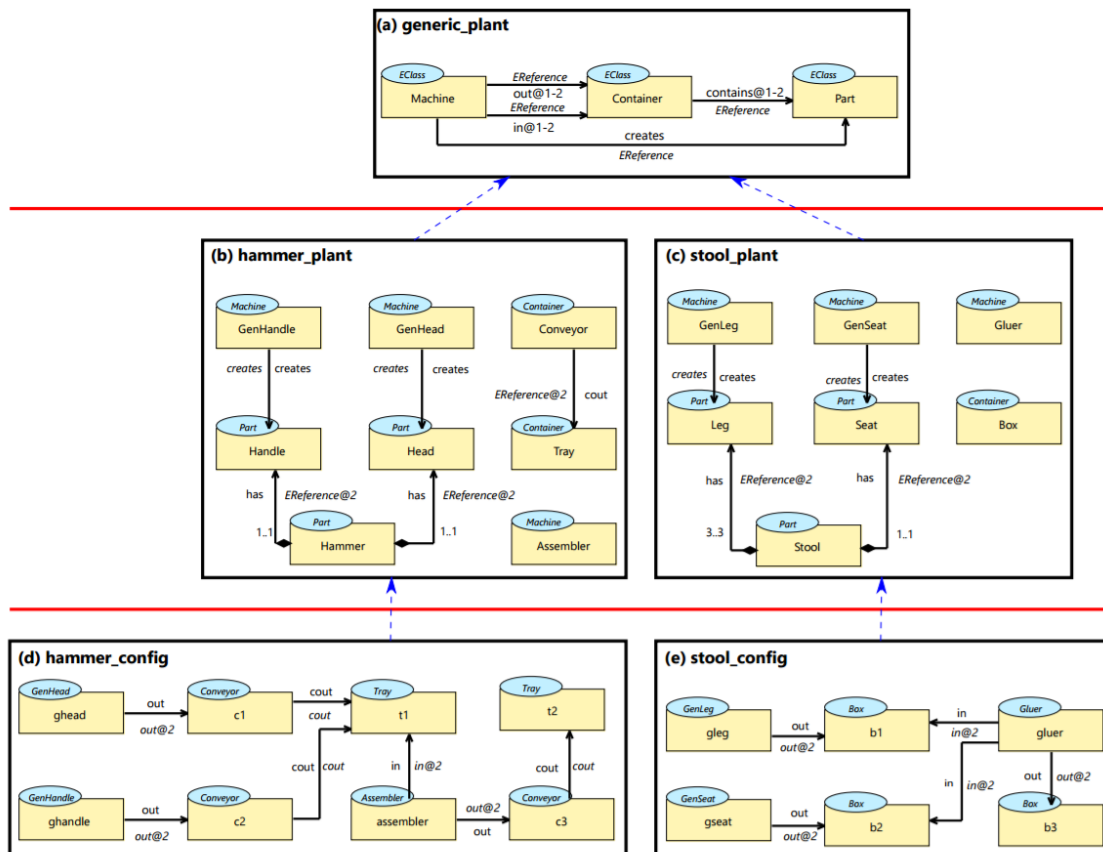 (a) generic_plant
EClass
EReference
EClass
EClass
Machine
out@1-2
Container
contains@1-2
Part
EReference
EReference
in@1-2
creates
EReference
(b) hammer_plant
Machine
Machine
Container
GenHandle
GenHead
Conveyor
creates
creates
creates
creates
EReference@2
cout
Part
Part
Container
Handle
Head
Tray
has
EReference@2
has
EReference@2
Part
Machine
1..1
Hammer
1..1
Assembler
(c) stool_plant
Machine
Machine
Machine
GenLeg
GenSeat
Gluer
creates
creates
creates
creates
Part
Part
Container
Leg
Seat
Box
has
EReference@2
has
EReference@2
Part
3..3
Stool
1..1
(d) hammer_config
GenHead
out
Conveyor
cout
Tray
Tray
ghead
out@2
c1
cout
t1
t2
GenHandle
out
Conveyor
cout
cout
in
in@2
cout
cout
Assembler
out@2
Conveyor
ghandle
out@2
c2
assembler
out
c3
(e) stool_config
GenLeg
out
Box
in
Gluer
gleg
out@2
b1
in@2
gluer
in
in@2
out
out@2
GenSeat
out
Box
Box
gseat
out@2
b2
b3